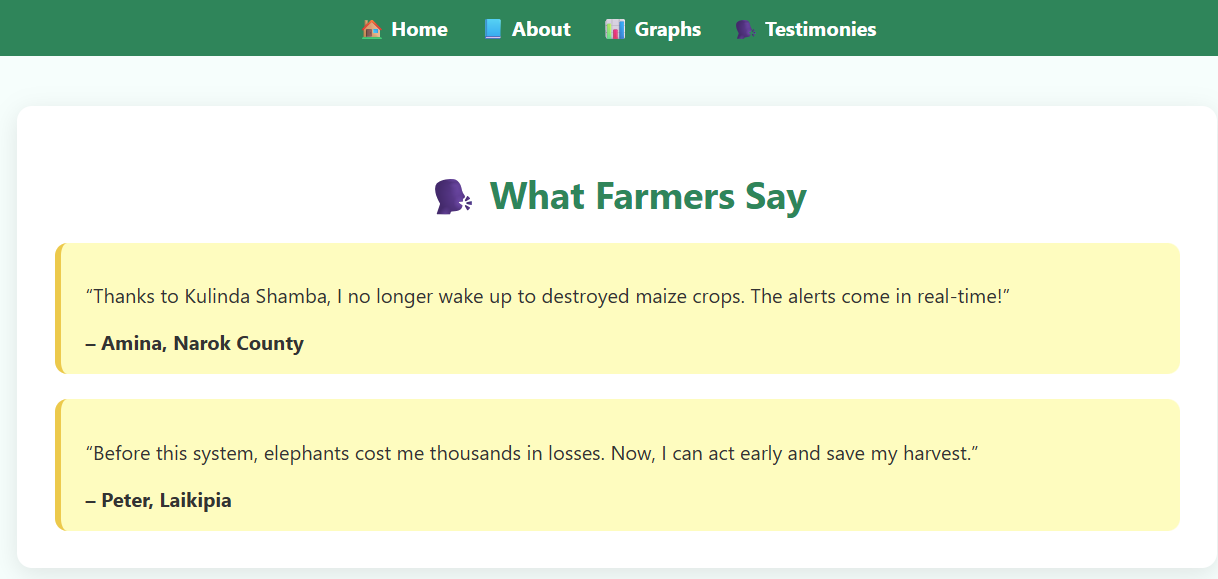 Home About Graphs Testimonies
What Farmers Say
“Thanks to Kulinda Shamba, I no longer wake up to destroyed maize crops. The alerts come in real-time!”
– Amina, Narok County
“Before this system, elephants cost me thousands in losses. Now, I can act early and save my harvest.”
– Peter, Laikipia